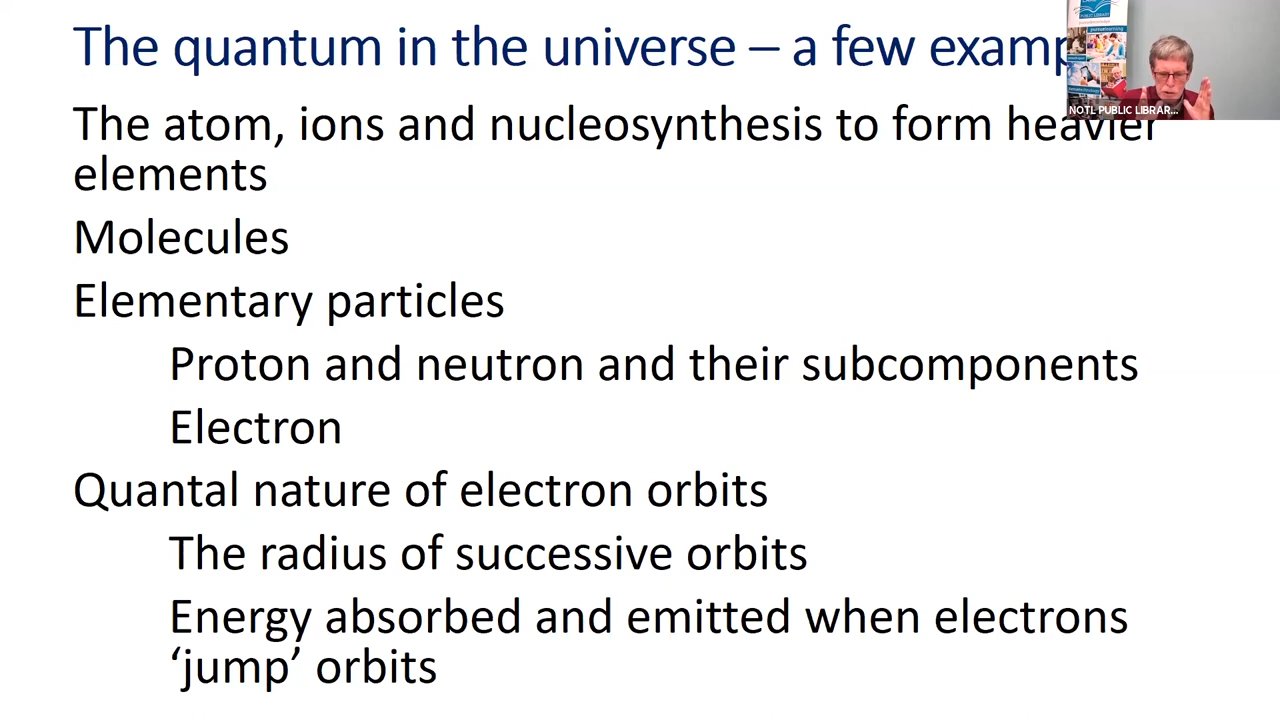 The quantum in the universe – a few examp
The atom, ions and nucleosynthesis to form heavier
elements
Molecules
Elementary particles
Proton and neutron and their subcomponents
Electron
Quantal nature of electron orbits
The radius of successive orbits
Energy absorbed and emitted when electrons
‘jump’ orbits
PUBLIC LIBRARY
NOTL PUBLIC LIBRAR...